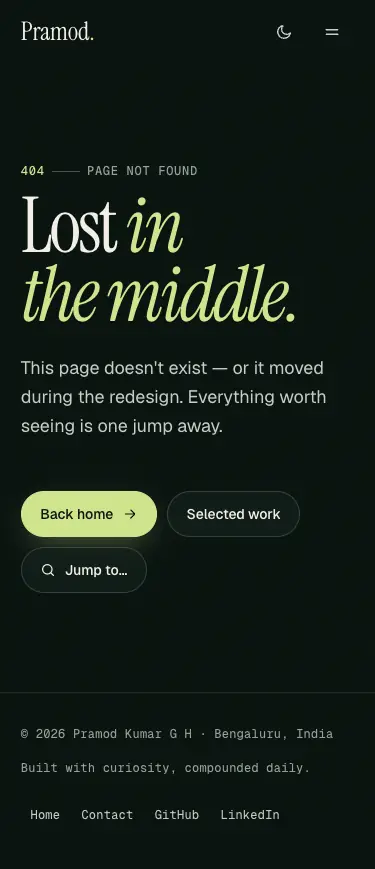 Pramod.
404 PAGE NOT FOUND
Lost in
the middle.
This page doesn't exist — or it moved
during the redesign. Everything worth
seeing is one jump away.
Back home →
Selected work
Jump to…
© 2026 Pramod Kumar G H · Bengaluru, India
Built with curiosity, compounded daily.
Home Contact GitHub LinkedIn